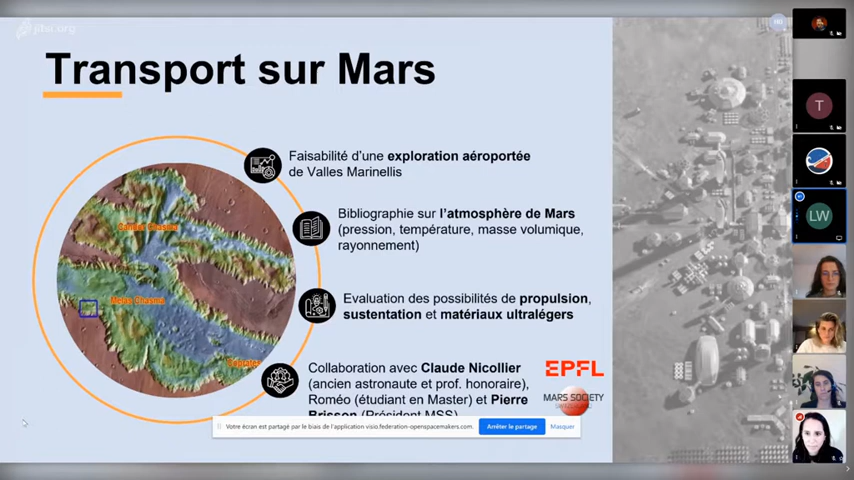 jitsi.org
Transport sur Mars
Faisabilité d'une exploration aéroportée
de Valles Marinellis
Bibliographie sur l'atmosphère de Mars
(pression, température, masse volumique,
rayonnement)
Evaluation des possibilités de propulsion,
sustentation et matériaux ultralégers
Collaboration avec Claude Nicollier
(ancien astronaute et prof. honoraire),
Roméo (étudiant en Master) et Pierre
Brisson (Président MSS)
EPFL
MARS SOCIETY
SWITZERLAND
Candor Chasma
Melas Chasma
Votre écran est partagé par le biais de l'application visio.federation-openspacemakers.com.
Arrêter le partage
Masquer
T
LW